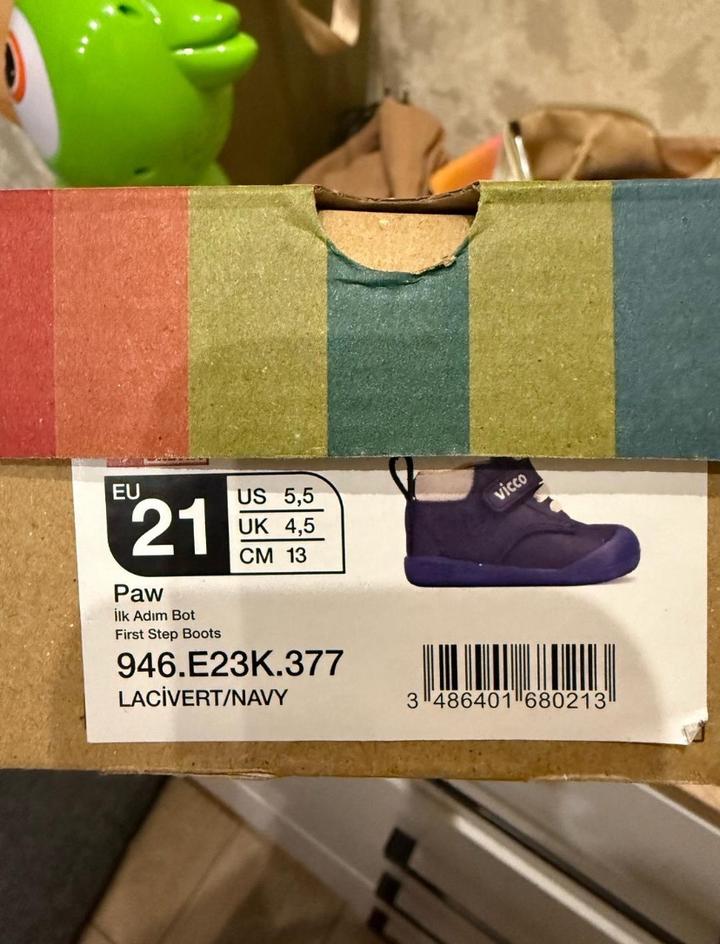 EU
21
US 5,5
UK 4,5
CM 13
vicco
Paw
İlk Adım Bot
First Step Boots
946.E23K.377
LACİVERT/NAVY
3 486401 680213